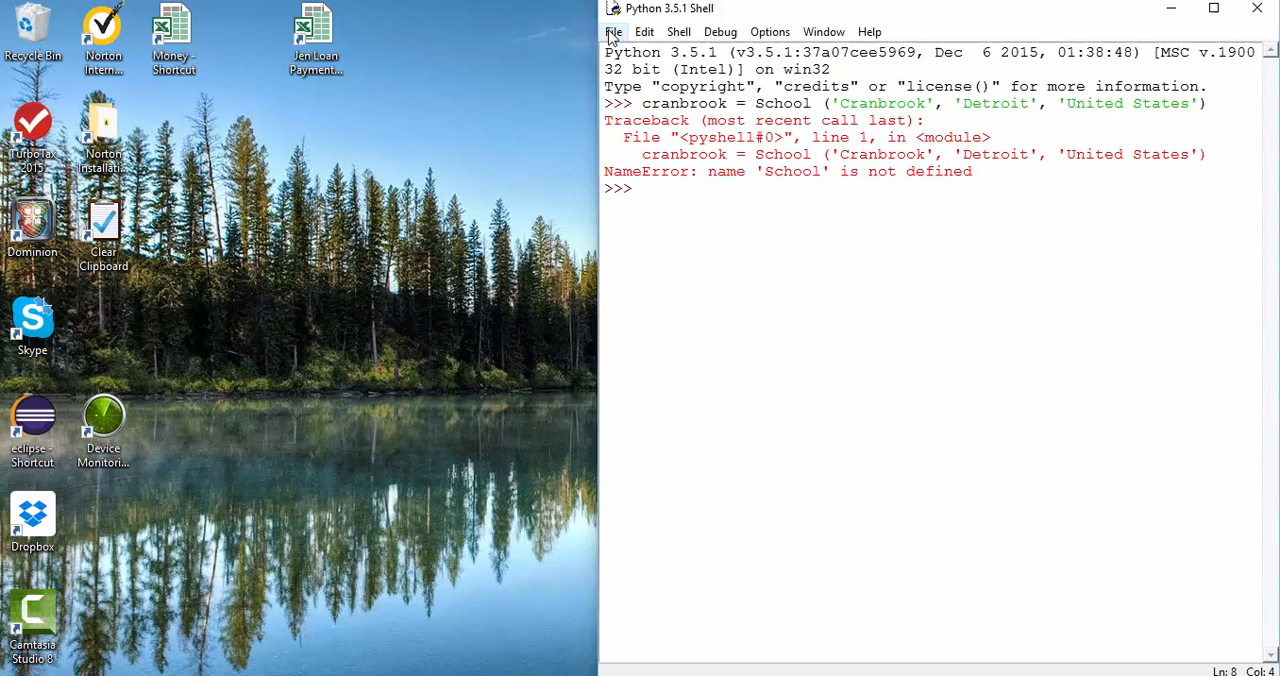 Recycle Bin
Norton
Intern...
Money -
Shortcut
Jen Loan
Payment...
TurboTax
2015
Norton
Installati...
Dominion
Clear
Clipboard
Skype
eclipse -
Shortcut
Device
Monitori...
Dropbox
Camtasia
Studio 8
Python 3.5.1 Shell
File Edit Shell Debug Options Window Help
Python 3.5.1 (v3.5.1:37a07cee5969, Dec  6 2015, 01:38:48) [MSC v.1900
32 bit (Intel)] on win32
Type "copyright", "credits" or "license()" for more information.
>>> cranbrook = School ('Cranbrook', 'Detroit', 'United States')
Traceback (most recent call last):
  File "<pyshell#0>", line 1, in <module>
    cranbrook = School ('Cranbrook', 'Detroit', 'United States')
NameError: name 'School' is not defined
>>>
Ln: 8 Col: 4